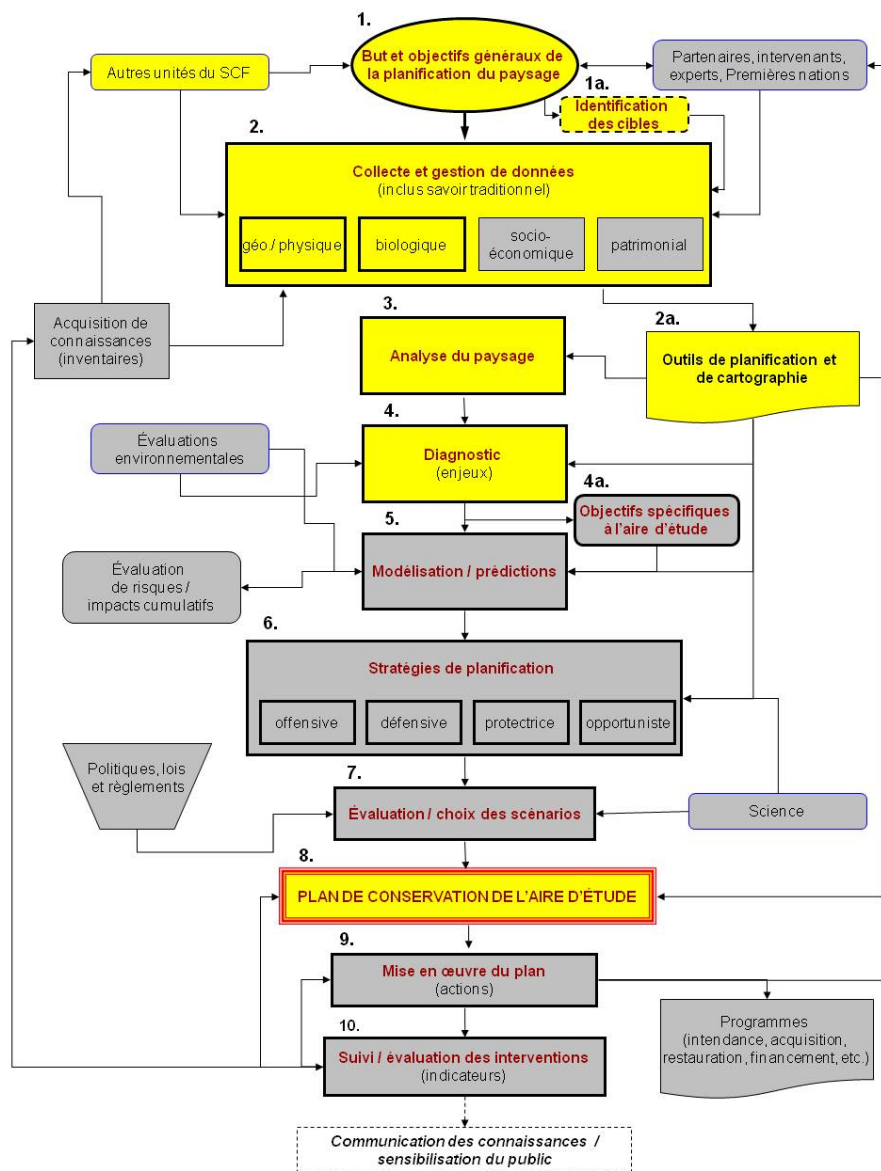 1.
But et objectifs généraux de
la planification du paysage
Autres unités du SCF
Partenaires, intervenants,
experts, Premières nations
1a.
Identification
des cibles
2.
Collecte et gestion de données
(inclus savoir traditionnel)
géo./ physique
biologique
socio-
économique
patrimonial
Acquisition de
connaissances
(inventaires)
3.
Analyse du paysage
2a.
Outils de planification et
de cartographie
4.
Diagnostic
(enjeux)
Évaluations
environnementales
4a.
Objectifs spécifiques
à l'aire d'étude
5.
Modélisation / prédictions
Évaluation
de risques /
impacts cumulatifs
6.
Stratégies de planification
offensive
défensive
protectrice
opportuniste
Politiques, lois
et règlements
7.
Évaluation / choix des scénarios
Science
8.
PLAN DE CONSERVATION DE L'AIRE D'ÉTUDE
9.
Mise en œuvre du plan
(actions)
Programmes
(intendance, acquisition,
restauration, financement, etc.)
10.
Suivi / évaluation des interventions
(indicateurs)
Communication des connaissances /
sensibilisation du public